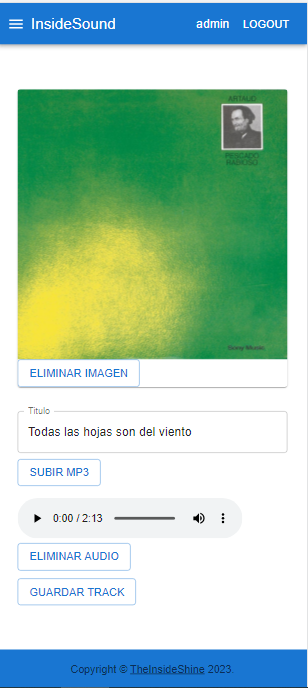 InsideSound
admin
LOGOUT
ARTAUD
PESCADO
RABIOSO
Sony Music
ELIMINAR IMAGEN
Titulo
Todas las hojas son del viento
SUBIR MP3
0:00 / 2:13
ELIMINAR AUDIO
GUARDAR TRACK
Copyright © TheInsideShine 2023.